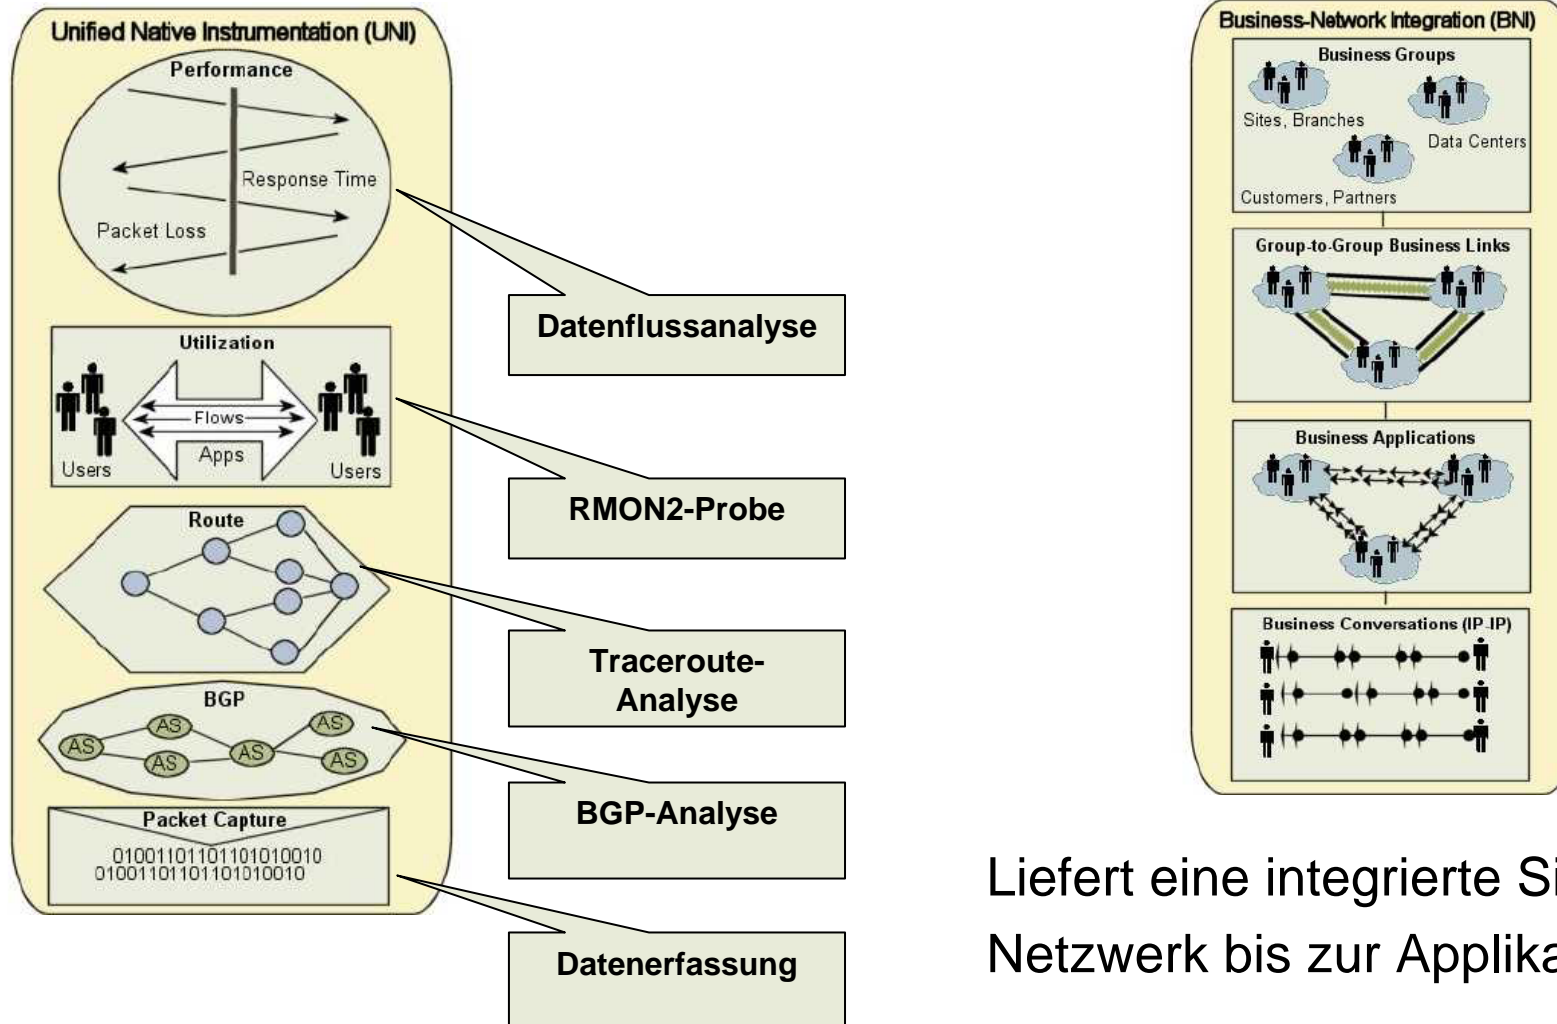 Unified Native Instrumentation (UNI)
Performance
Response Time
Packet Loss
Utilization
Flows
Apps
Users
Users
Route
BGP
AS
AS
AS
AS
AS
AS
Packet Capture
01001101101101010010
01001101101101010010
Datenflussanalyse
RMON2-Probe
Traceroute-
Analyse
BGP-Analyse
Datenerfassung
Business-Network Integration (BNI)
Business Groups
Sites, Branches
Data Centers
Customers, Partners
Group-to-Group Business Links
Business Applications
Business Conversations (IP-IP)
Liefert eine integrierte Si
Netzwerk bis zur Applika